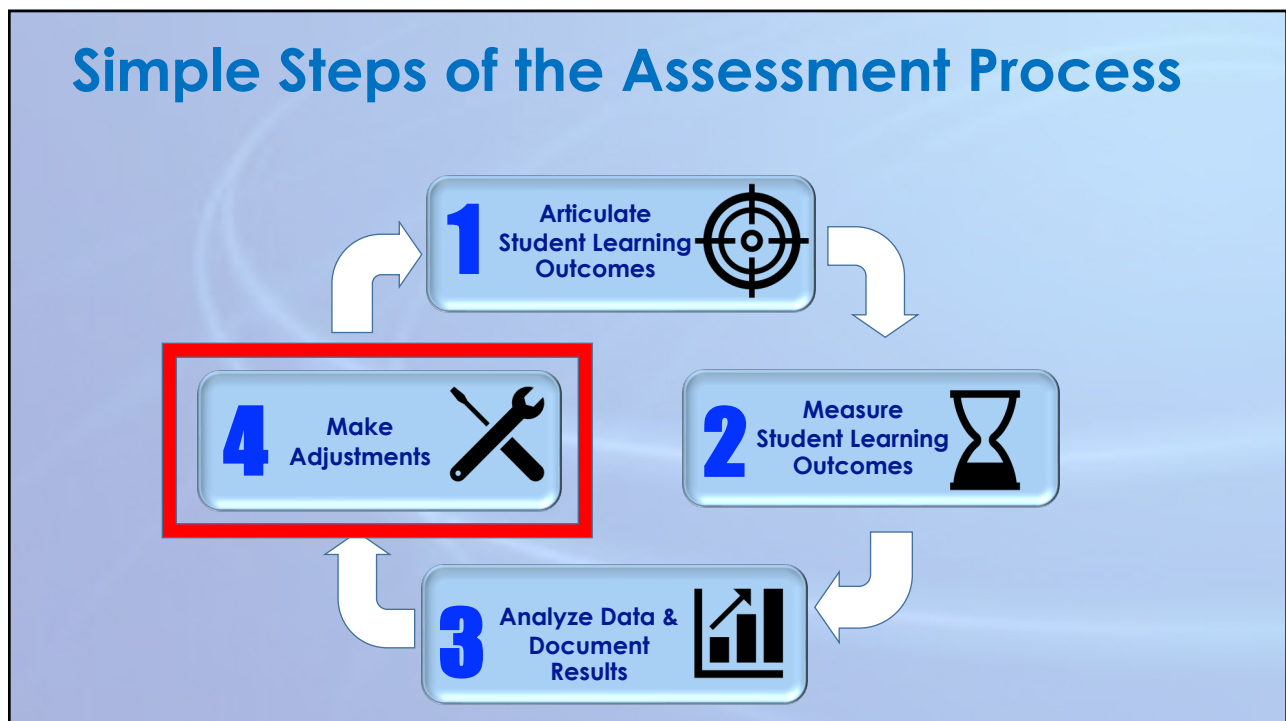 Simple Steps of the Assessment Process
1
Articulate
Student Learning
Outcomes
2
Measure
Student Learning
Outcomes
3
Analyze Data &
Document
Results
4
Make
Adjustments